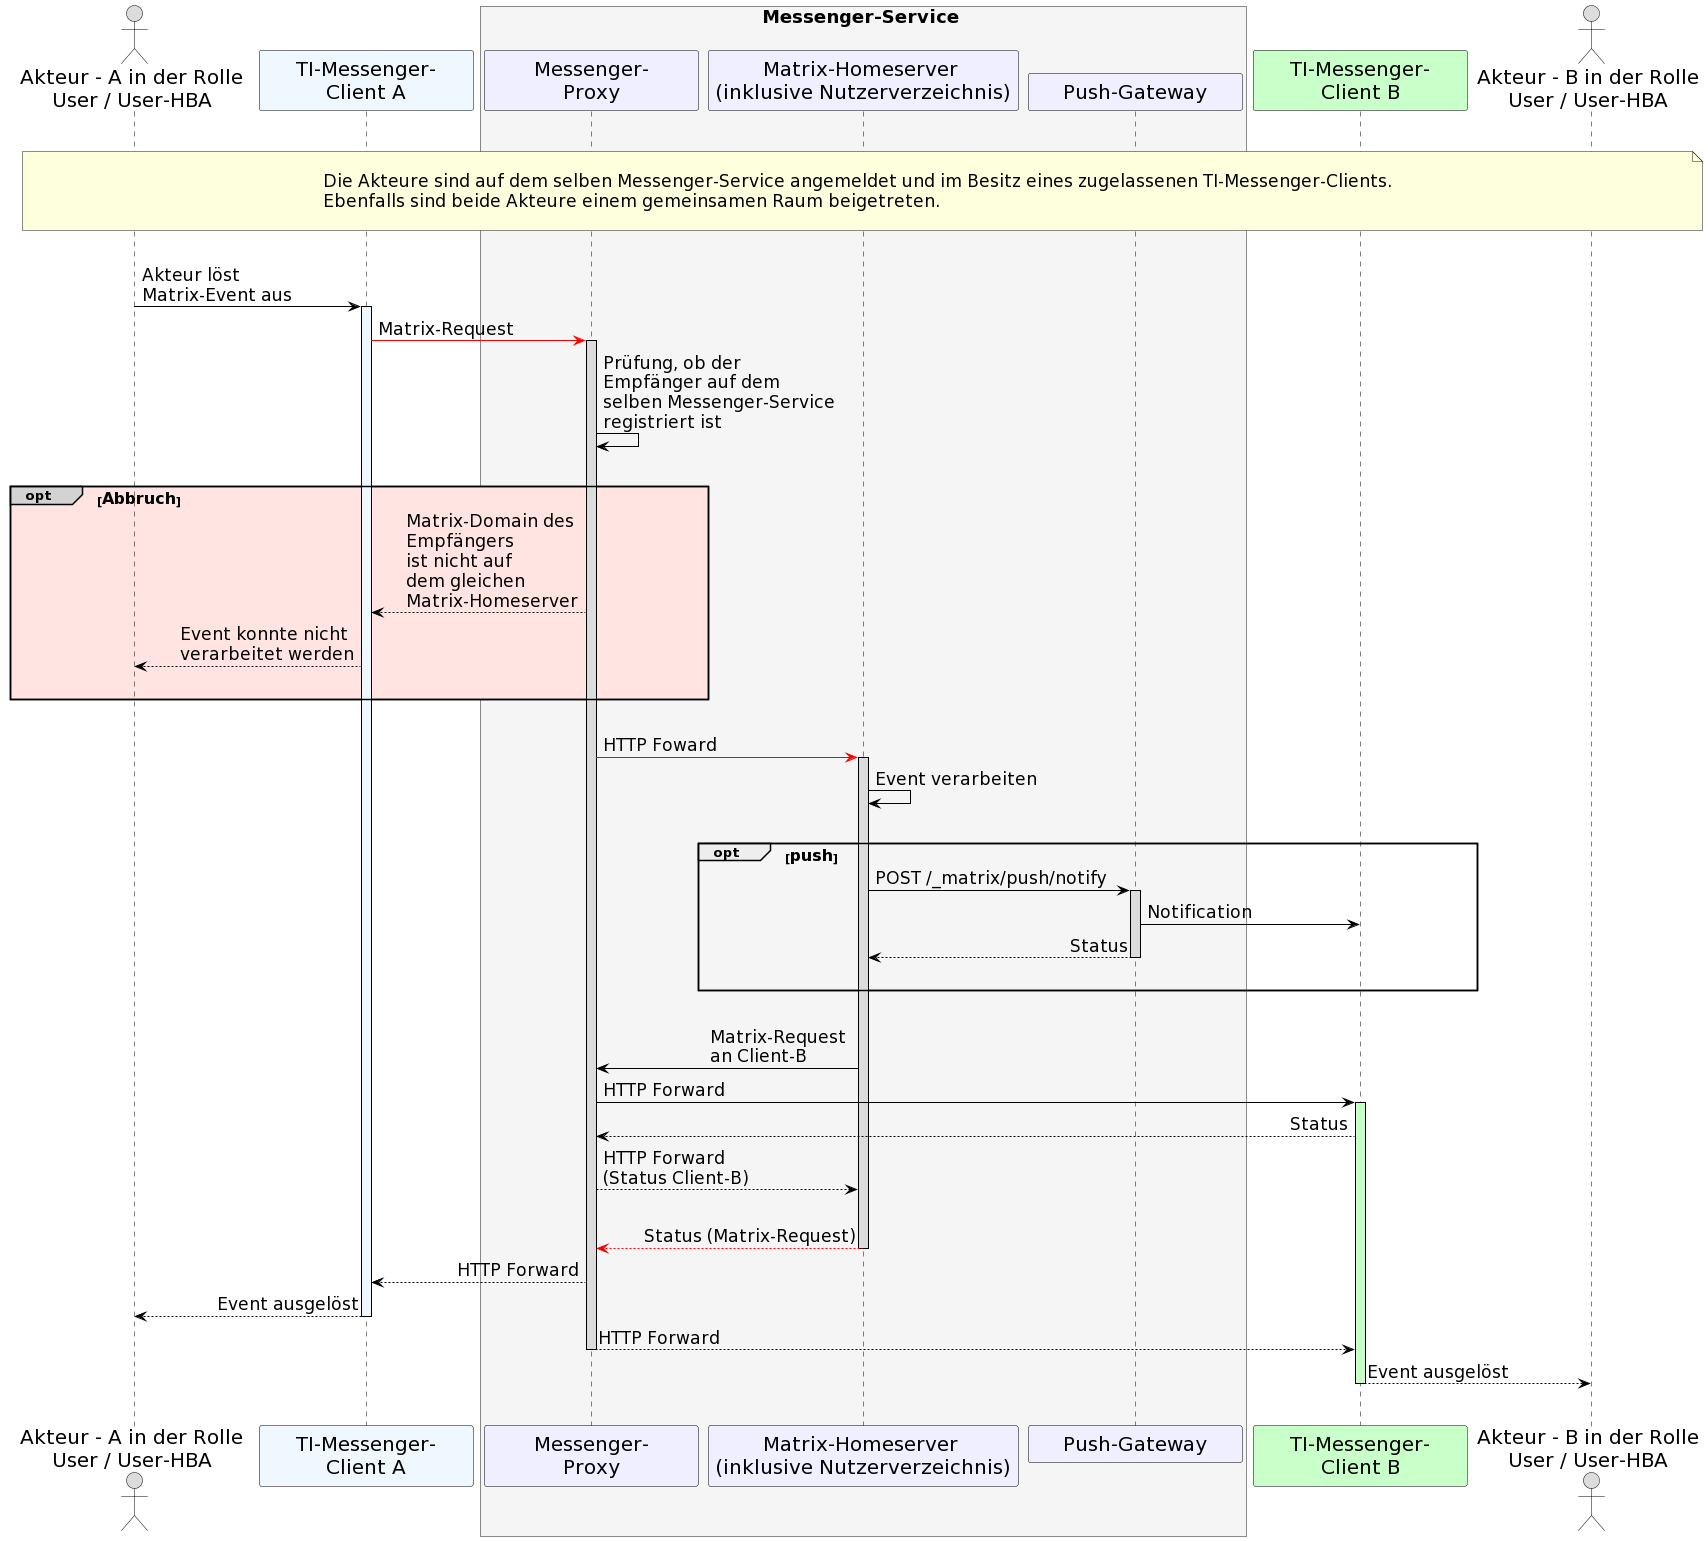 Messenger-Service
Akteur - A in der Rolle
User / User-HBA
TI-Messenger-
Client A
Messenger-
Proxy
Matrix-Homeserver
(inklusive Nutzerverzeichnis)
Push-Gateway
TI-Messenger-
Client B
Akteur - B in der Rolle
User / User-HBA
Die Akteure sind auf dem selben Messenger-Service angemeldet und im Besitz eines zugelassenen TI-Messenger-Clients.
Ebenfalls sind beide Akteure einem gemeinsamen Raum beigetreten.
Akteur löst
Matrix-Event aus
Matrix-Request
Prüfung, ob der
Empfänger auf dem
selben Messenger-Service
registriert ist
opt [Abbruch]
Matrix-Domain des
Empfängers
ist nicht auf
dem gleichen
Matrix-Homeserver
Event konnte nicht
verarbeitet werden
HTTP Foward
Event verarbeiten
opt [push]
POST /_matrix/push/notify
Notification
Status
Matrix-Request
an Client-B
HTTP Forward
Status
HTTP Forward
(Status Client-B)
Status (Matrix-Request)
HTTP Forward
Event ausgelöst
HTTP Forward
Event ausgelöst
Akteur - A in der Rolle
User / User-HBA
TI-Messenger-
Client A
Messenger-
Proxy
Matrix-Homeserver
(inklusive Nutzerverzeichnis)
Push-Gateway
TI-Messenger-
Client B
Akteur - B in der Rolle
User / User-HBA